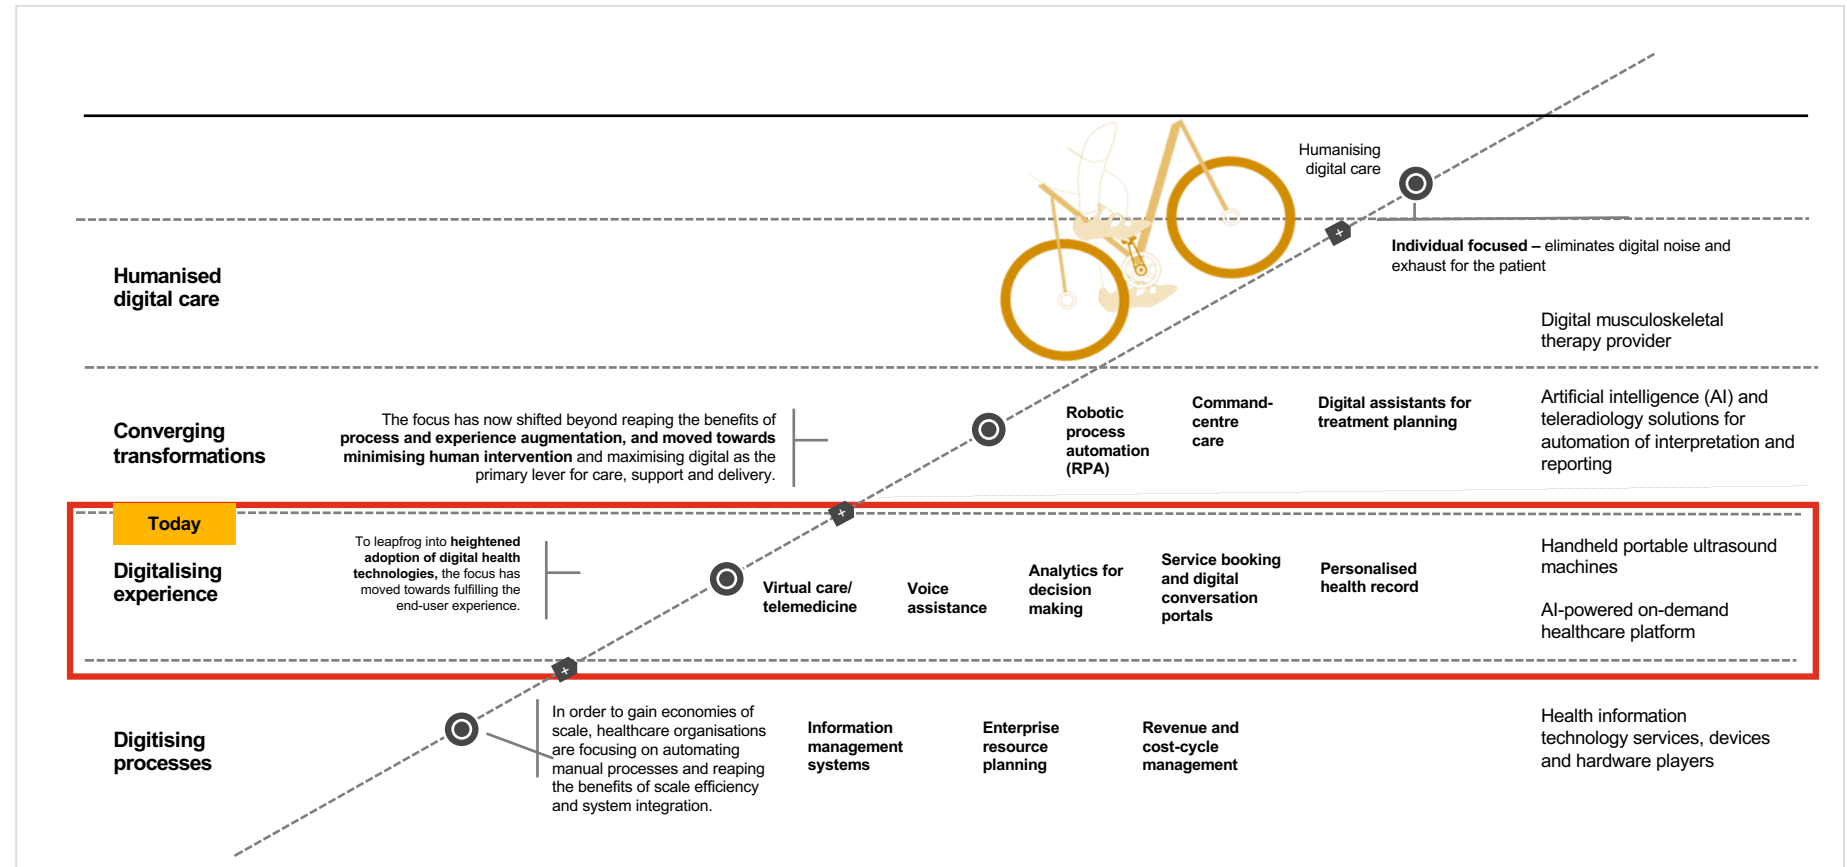 Humanising
digital care
Individual focused – eliminates digital noise and
exhaust for the patient
Humanised
digital care
Digital musculoskeletal
therapy provider
Converging
transformations
The focus has now shifted beyond reaping the benefits of
process and experience augmentation, and moved towards
minimising human intervention and maximising digital as the
primary lever for care, support and delivery.
Robotic
process
automation
(RPA)
Command-
centre
care
Digital assistants for
treatment planning
Artificial intelligence (AI) and
teleradiology solutions for
automation of interpretation and
reporting
Today
Digitalising
experience
To leapfrog into heightened
adoption of digital health
technologies, the focus has
moved towards fulfilling the
end-user experience.
Virtual care/
telemedicine
Voice
assistance
Analytics for
decision
making
Service booking
and digital
conversation
portals
Personalised
health record
Handheld portable ultrasound
machines
AI-powered on-demand
healthcare platform
Digitising
processes
In order to gain economies of
scale, healthcare organisations
are focusing on automating
manual processes and reaping
the benefits of scale efficiency
and system integration.
Information
management
systems
Enterprise
resource
planning
Revenue and
cost-cycle
management
Health information
technology services, devices
and hardware players